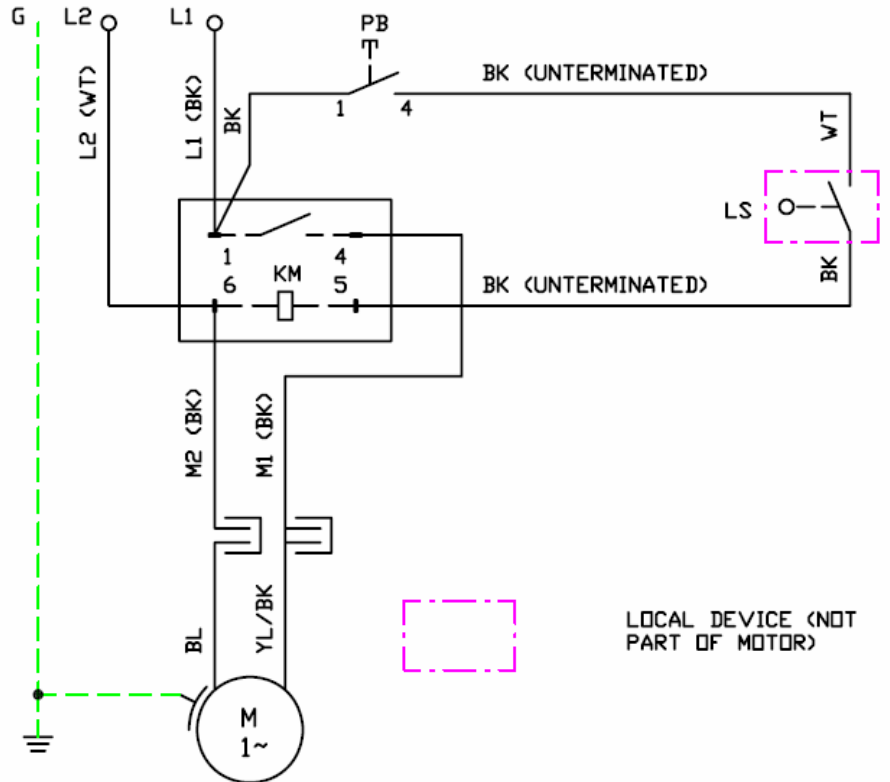 G
L2
L1
PB
BK (UNTERMINATED)
L2 (WT)
L1 (BK)
BK
1
4
WT
LS
1
4
6
KM
5
BK (UNTERMINATED)
BK
M2 (BK)
M1 (BK)
BL
YL/BK
LOCAL DEVICE (NOT
PART OF MOTOR)
M
1~